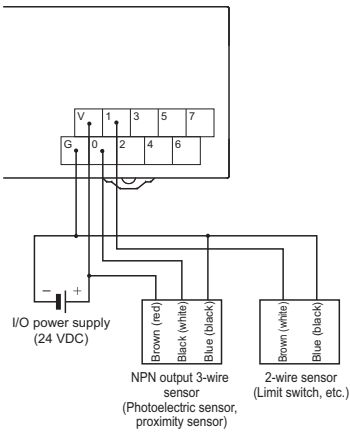 V 1 3 5 7
G 0 2 4 6
− +
I/O power supply
(24 VDC)
Brown (red)
Black (white)
Blue (black)
Brown (white)
Blue (black)
NPN output 3-wire
sensor
(Photoelectric sensor,
proximity sensor)
2-wire sensor
(Limit switch, etc.)